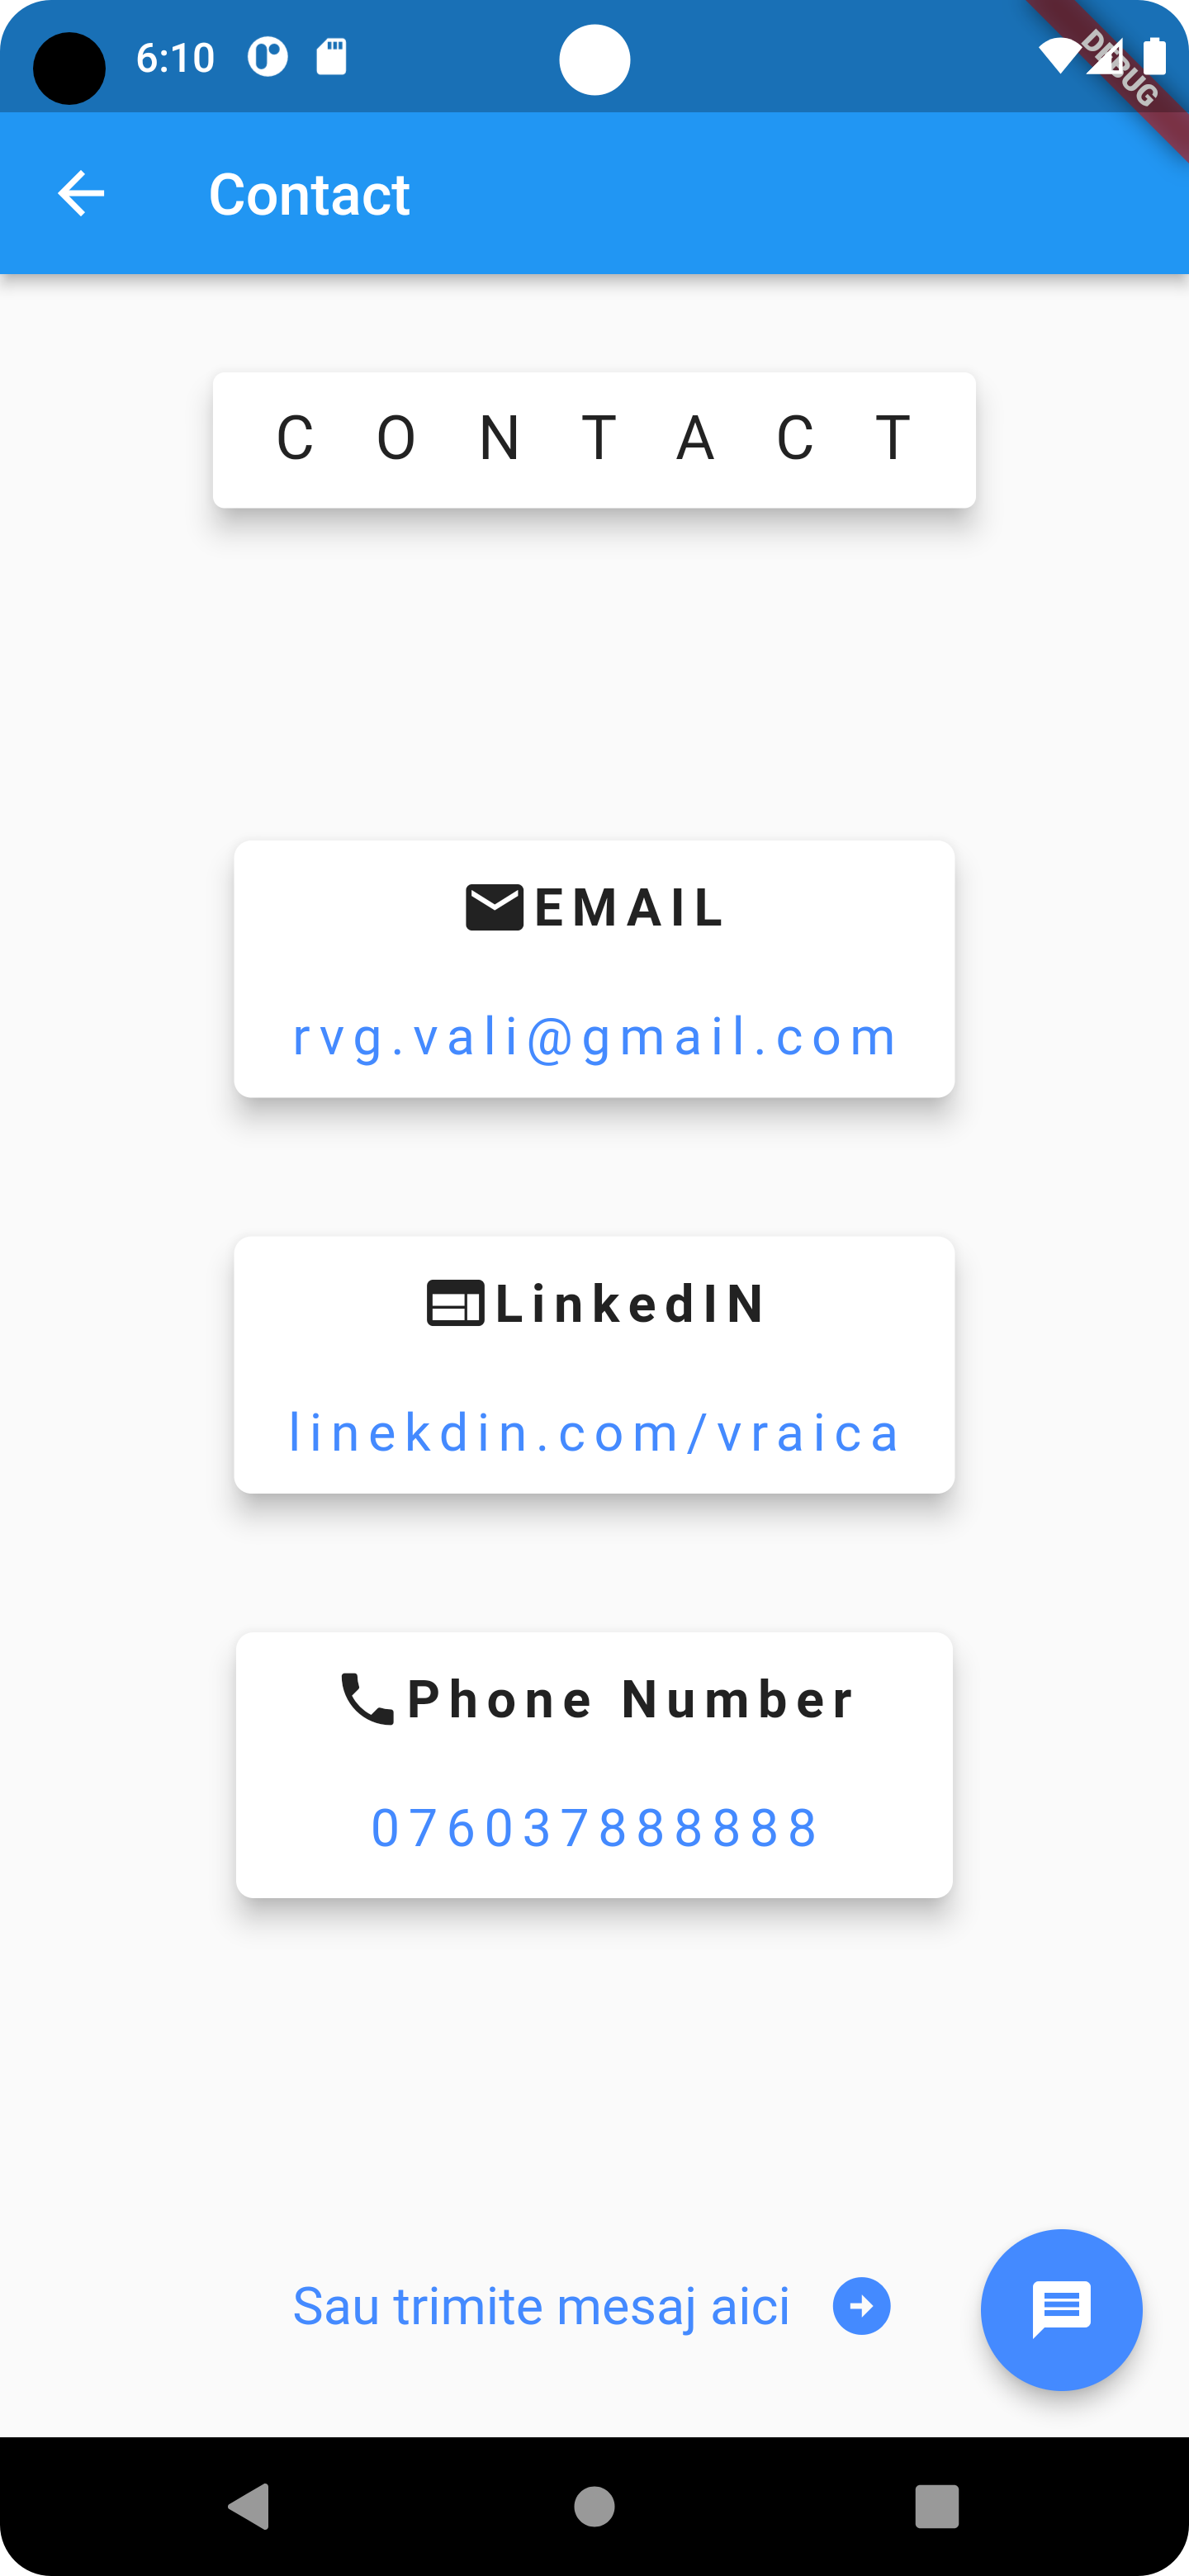 6:10
DEBUG
Contact
C O N T A C T
EMAIL
rvg.vali@gmail.com
LinkedIN
linekdin.com/vraica
Phone Number
076037888888
Sau trimite mesaj aici